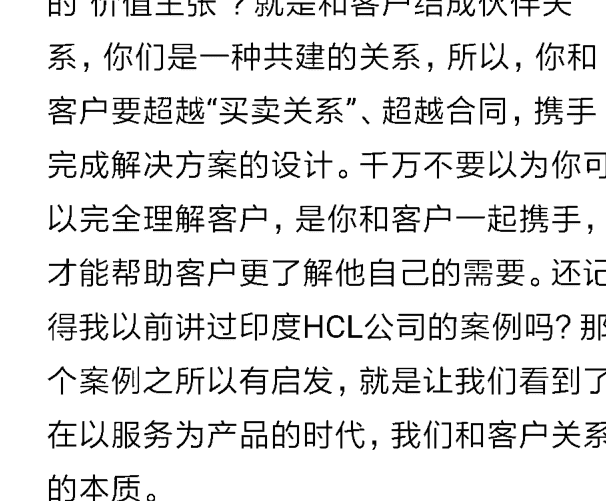 的“价值主张”？就是和客户结成伙伴关
系，你们是一种共建的关系，所以，你和
客户要超越“买卖关系”、超越合同，携手
完成解决方案的设计。千万不要以为你可
以完全理解客户，是你和客户一起携手，
才能帮助客户更了解他自己的需要。还记
得我以前讲过印度HCL公司的案例吗？那
个案例之所以有启发，就是让我们看到了
在以服务为产品的时代，我们和客户关系
的本质。